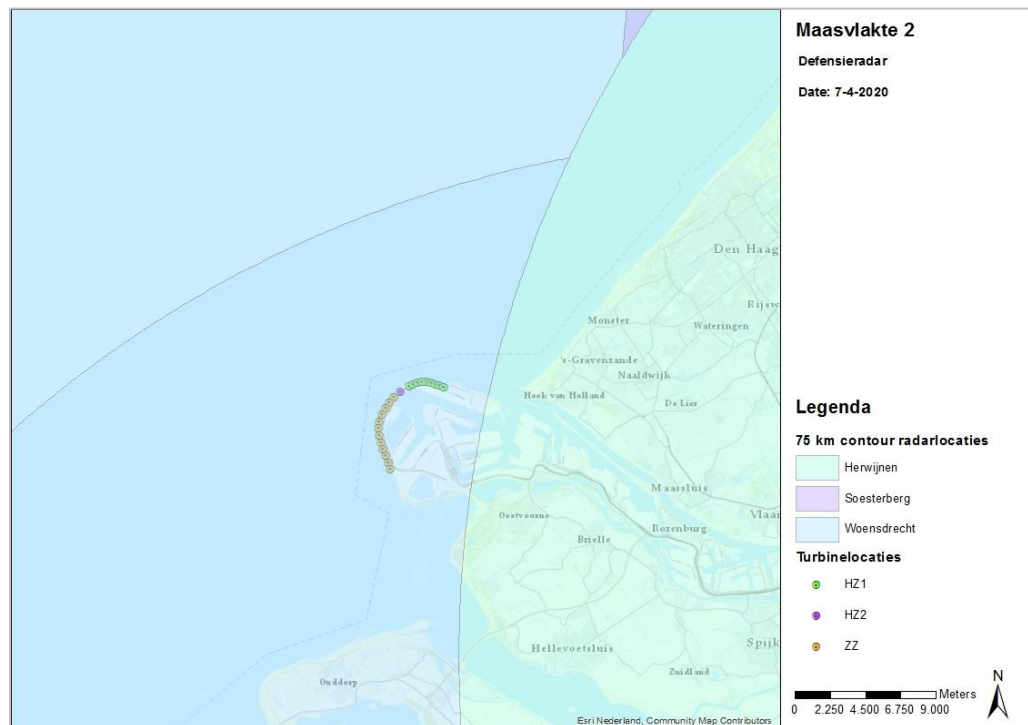 Maasvlakte 2
Defensieradar
Date: 7-4-2020
Den Haag
Rijsw
Monster
Wateringen
's-Gravenzande
Naaldwijk
Hoek van Holland
De Lier
Maassluis
Oostvoorne
Rozenburg
Vlaar
Brielle
Hellevoetsluis
Spijk
Zuidland
Ouddorp
Esri Nederland, Community Map Contributors
Legenda
75 km contour radarlocaties
Herwijnen
Soesterberg
Woensdrecht
Turbinelocaties
HZ1
HZ2
ZZ
N
Meters
0 2.250 4.500 6.750 9.000